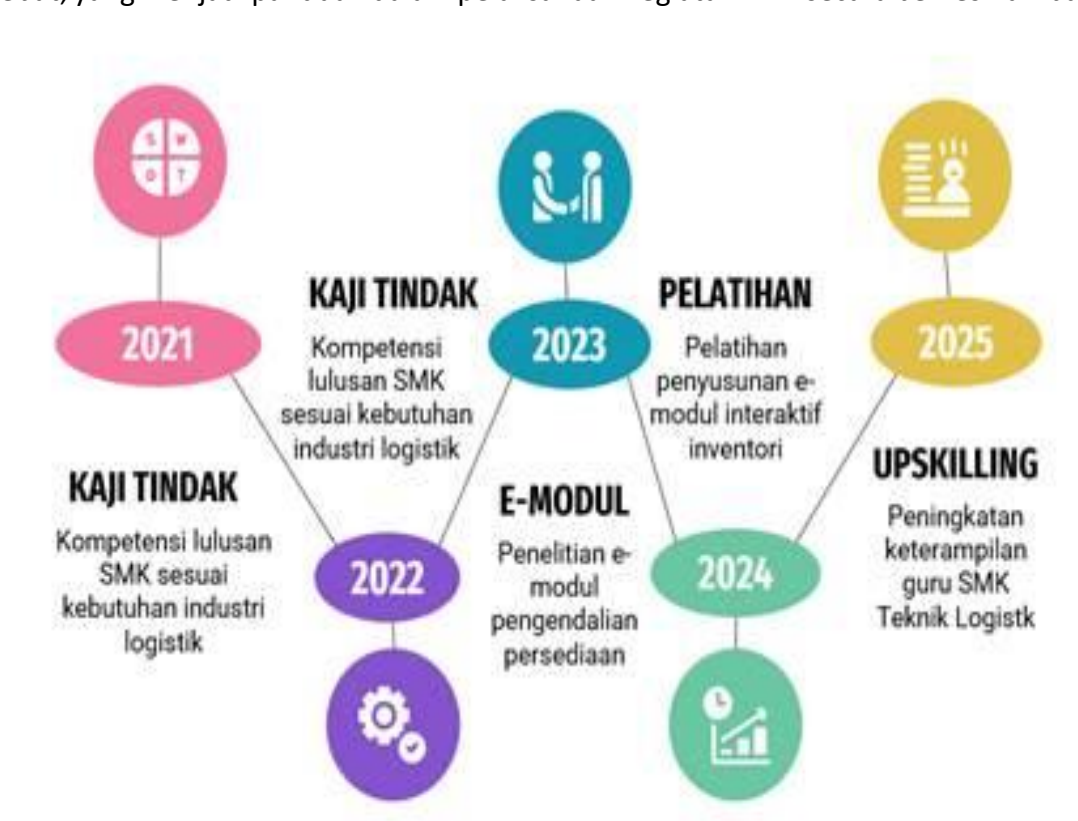 S W
O T
2021
KAJI TINDAK
Kompetensi lulusan
SMK sesuai
kebutuhan industri
logistik
2022
KAJI TINDAK
Kompetensi
lulusan SMK
sesuai kebutuhan
industri logistik
2023
E-MODUL
Penelitian e-
modul
pengendalian
persediaan
2024
PELATIHAN
Pelatihan
penyusunan e-
modul interaktif
inventori
2025
UPSKILLING
Peningkatan
keterampilan
guru SMK
Teknik Logistk